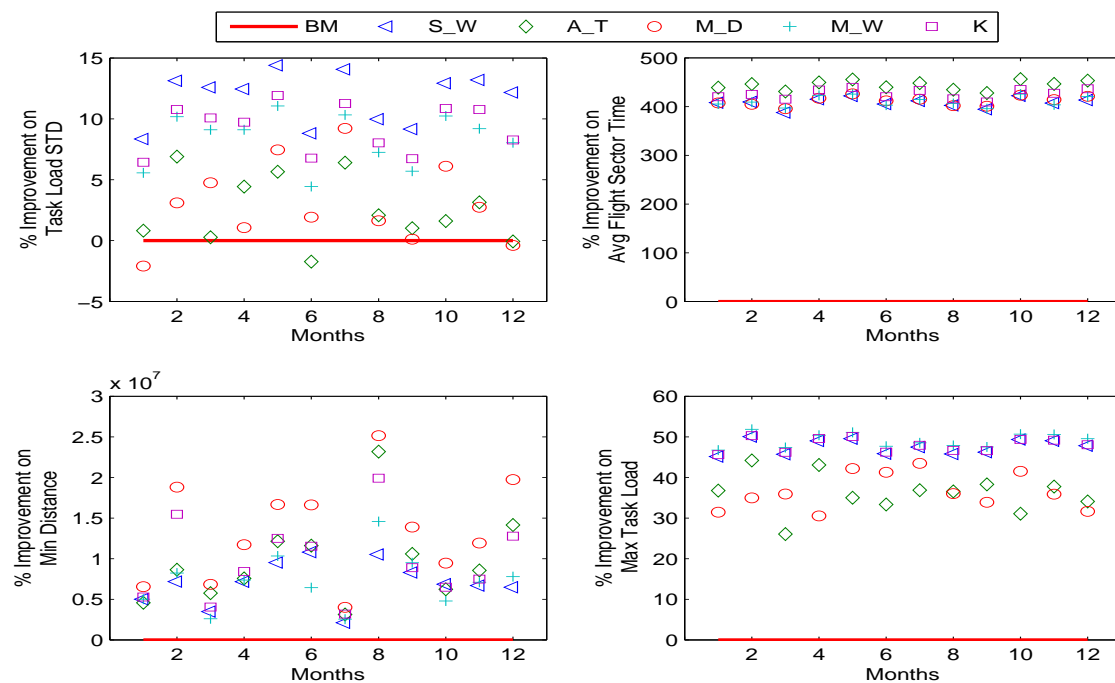 BM S_W A_T M_D M_W K
15
10
5
0
−5
% Improvement on
Task Load STD
2 4 6 8 10 12
Months
500
400
300
200
100
0
% Improvement on
Avg Flight Sector Time
2 4 6 8 10 12
Months
x 10^7
3
2.5
2
1.5
1
0.5
0
% Improvement on
Min Distance
2 4 6 8 10 12
Months
60
50
40
30
20
10
0
% Improvement on
Max Task Load
2 4 6 8 10 12
Months